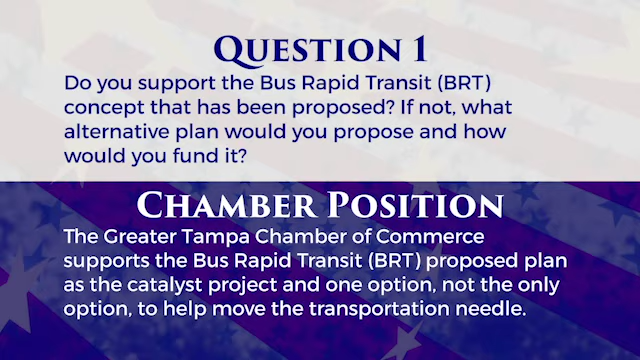 QUESTION 1
Do you support the Bus Rapid Transit (BRT)
concept that has been proposed? If not, what
alternative plan would you propose and how
would you fund it?
CHAMBER POSITION
The Greater Tampa Chamber of Commerce
supports the Bus Rapid Transit (BRT) proposed plan
as the catalyst project and one option, not the only
option, to help move the transportation needle.